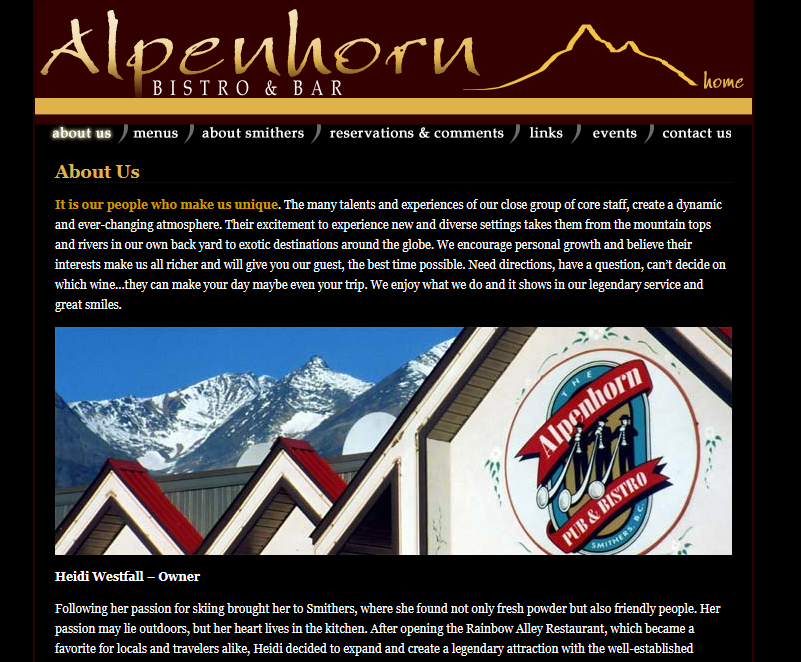 Alpenhorn
BISTRO & BAR
home
about us / menus / about smithers / reservations & comments / links / events / contact us
About Us
It is our people who make us unique. The many talents and experiences of our close group of core staff, create a dynamic
and ever-changing atmosphere. Their excitement to experience new and diverse settings takes them from the mountain tops
and rivers in our own back yard to exotic destinations around the globe. We encourage personal growth and believe their
interests make us all richer and will give you our guest, the best time possible. Need directions, have a question, can't decide on
which wine...they can make your day maybe even your trip. We enjoy what we do and it shows in our legendary service and
great smiles.
THE
Alpenhorn
PUB & BISTRO
SMITHERS, B.C.
Heidi Westfall – Owner
Following her passion for skiing brought her to Smithers, where she found not only fresh powder but also friendly people. Her
passion may lie outdoors, but her heart lives in the kitchen. After opening the Rainbow Alley Restaurant, which became a
favorite for locals and travelers alike, Heidi decided to expand and create a legendary attraction with the well-established